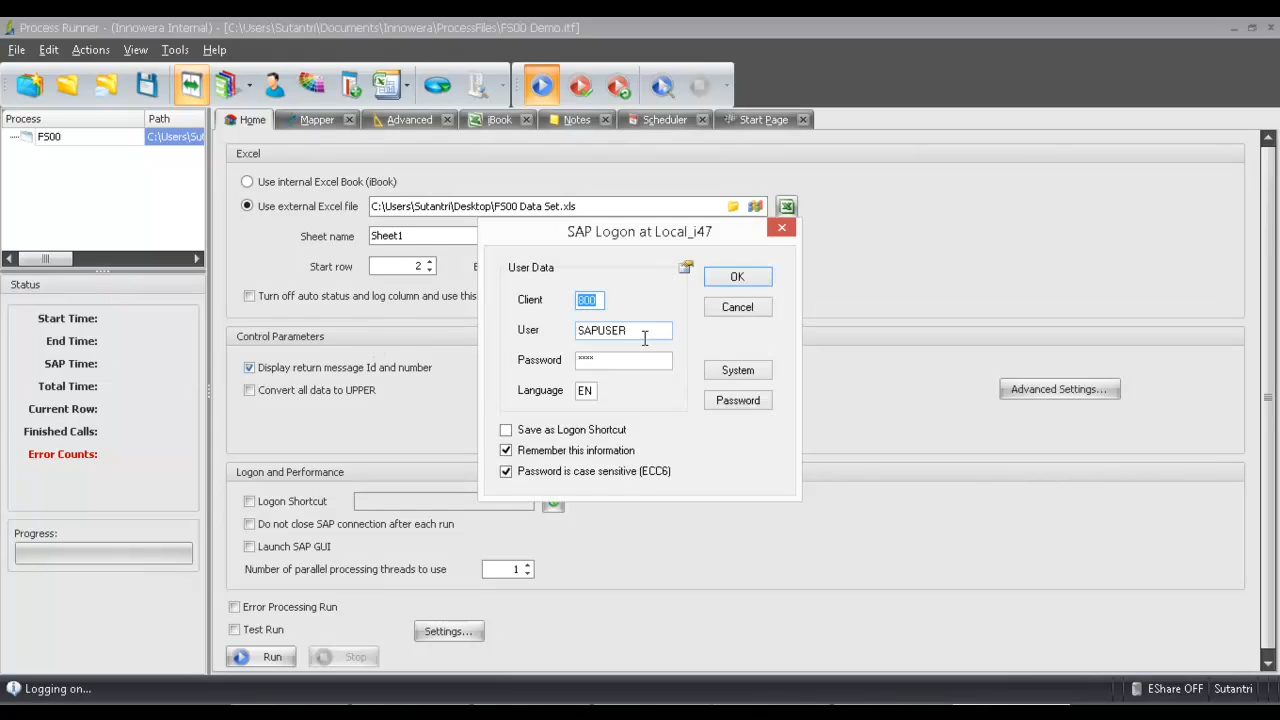 Process Runner - (Innowera Internal) - [C:\Users\Sutantri\Documents\Innowera\ProcessFiles\FS00 Demo.itf]
File Edit Actions View Tools Help
Process Path
FS00 C:\Users\Sut
Home Mapper Advanced iBook Notes Scheduler Start Page
Excel
Use internal Excel Book (iBook)
Use external Excel file C:\Users\Sutantri\Desktop\FS00 Data Set.xls
Sheet name Sheet1
Start row 2 E
Turn off auto status and log column and use this
Control Parameters
Display return message Id and number
Convert all data to UPPER
Advanced Settings...
Logon and Performance
Logon Shortcut
Do not close SAP connection after each run
Launch SAP GUI
Number of parallel processing threads to use 1
Error Processing Run
Test Run
Settings...
Run Stop
Status
Start Time:
End Time:
SAP Time:
Total Time:
Current Row:
Finished Calls:
Error Counts:
Progress:
SAP Logon at Local_i47
User Data
Client 800
User SAPUSER
Password ****
Language EN
OK
Cancel
System
Password
Save as Logon Shortcut
Remember this information
Password is case sensitive (ECC6)
Logging on... EShare OFF Sutantri